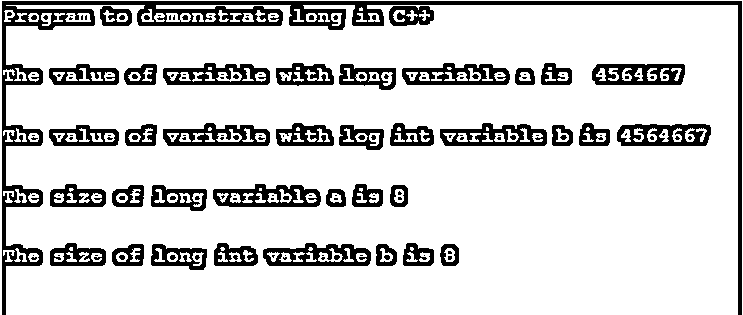 Program to demonstrate long in C++
The value of variable with long variable a is  4564667
The value of variable with log int variable b is 4564667
The size of long variable a is 8
The size of long int variable b is 8